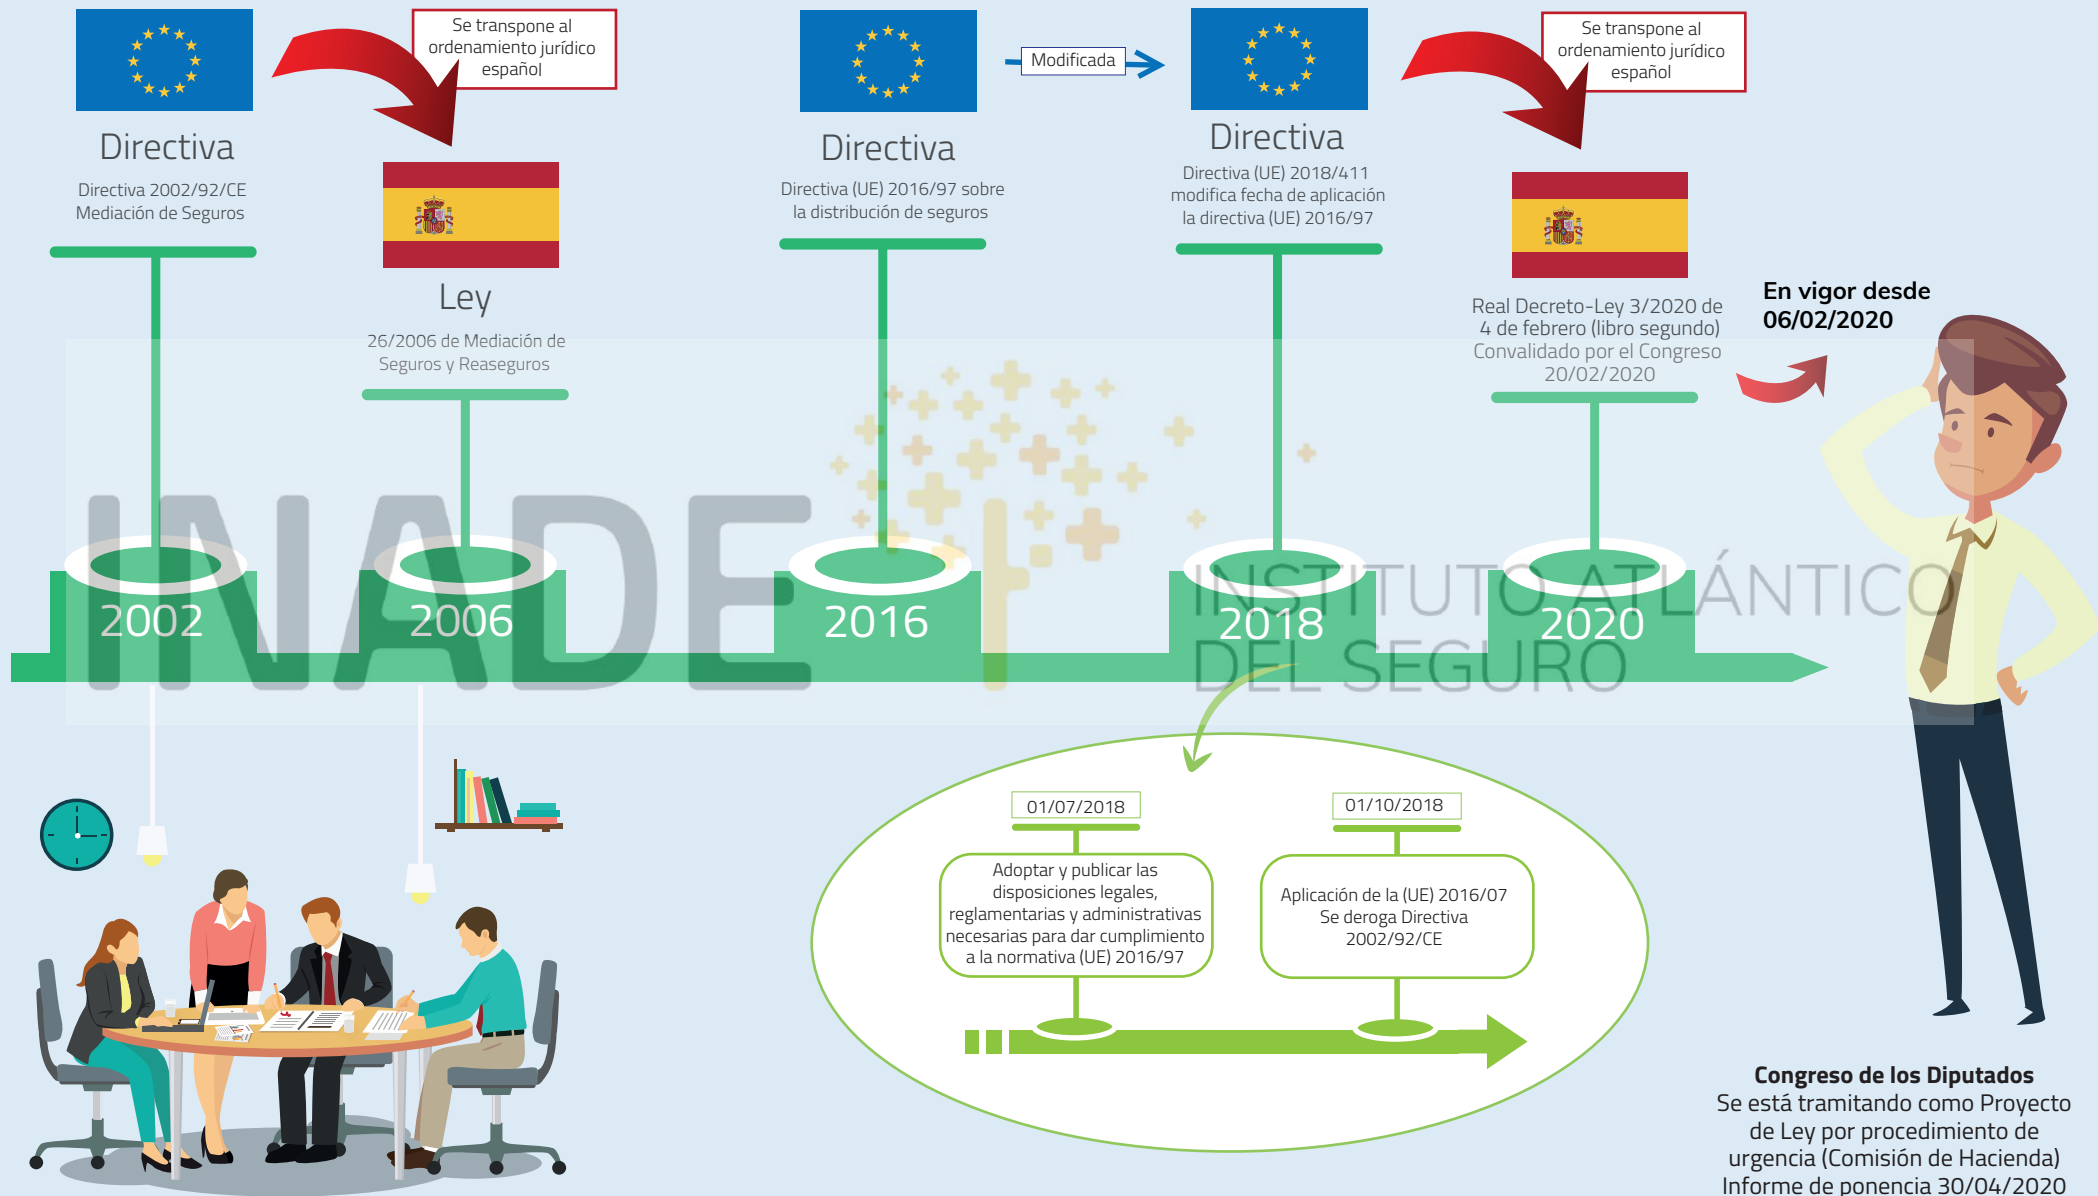 Se transpone al
ordenamiento jurídico
español
Directiva
Directiva 2002/92/CE
Mediación de Seguros
Ley
26/2006 de Mediación de
Seguros y Reaseguros
Directiva
Directiva (UE) 2016/97 sobre
la distribución de seguros
Modificada
Directiva
Directiva (UE) 2018/411
modifica fecha de aplicación
la directiva (UE) 2016/97
Se transpone al
ordenamiento jurídico
español
Real Decreto-Ley 3/2020 de
4 de febrero (libro segundo)
Convalidado por el Congreso
20/02/2020
En vigor desde
06/02/2020
INADE
INSTITUTO ATLÁNTICO
DEL SEGURO
2002
2006
2016
2018
2020
01/07/2018
Adoptar y publicar las
disposiciones legales,
reglamentarias y administrativas
necesarias para dar cumplimiento
a la normativa (UE) 2016/97
01/10/2018
Aplicación de la (UE) 2016/07
Se deroga Directiva
2002/92/CE
Congreso de los Diputados
Se está tramitando como Proyecto
de Ley por procedimiento de
urgencia (Comisión de Hacienda)
Informe de ponencia 30/04/2020